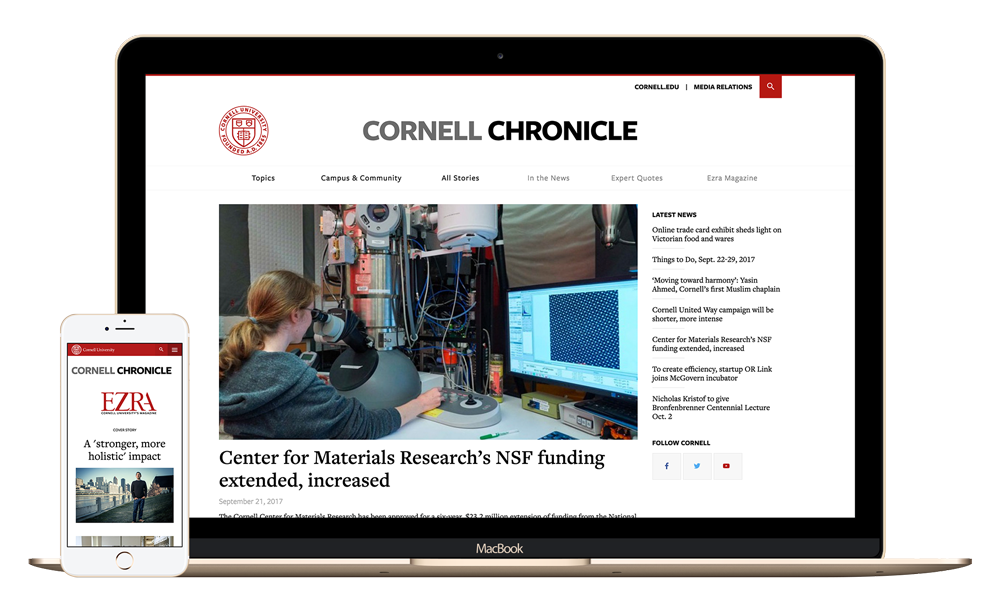 CORNELL.EDU | MEDIA RELATIONS
CORNELL UNIVERSITY
FOUNDED A.D. 1865
CORNELL CHRONICLE
Topics Campus & Community All Stories In the News Expert Quotes Ezra Magazine
Center for Materials Research's NSF funding
extended, increased
September 21, 2017
The Cornell Center for Materials Research has been approved for a six-year, $23.2 million extension of funding from the National
LATEST NEWS
Online trade card exhibit sheds light on
Victorian food and wares
Things to Do, Sept. 22-29, 2017
'Moving toward harmony': Yasin
Ahmed, Cornell's first Muslim chaplain
Cornell United Way campaign will be
shorter, more intense
Center for Materials Research's NSF
funding extended, increased
To create efficiency, startup OR Link
joins McGovern incubator
Nicholas Kristof to give
Bronfenbrenner Centennial Lecture
Oct. 2
FOLLOW CORNELL
MacBook
Cornell University
CORNELL CHRONICLE
EZRA
CORNELL UNIVERSITY'S MAGAZINE
COVER STORY
A 'stronger, more
holistic' impact